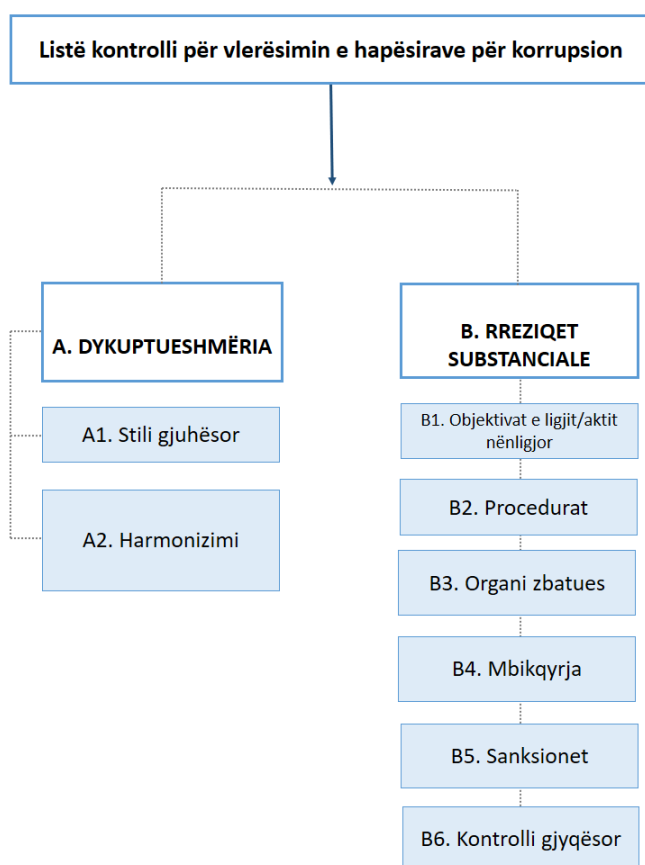 Listë kontrolli për vlerësimin e hapësirave për korrupsion
A. DYKUPTUESHMËRIA
A1. Stili gjuhësor
A2. Harmonizimi
B. RREZIQET
SUBSTANCIALE
B1. Objektivat e ligjit/aktit
nënligjor
B2. Procedurat
B3. Organi zbatues
B4. Mbikqyrja
B5. Sanksionet
B6. Kontrolli gjyqësor